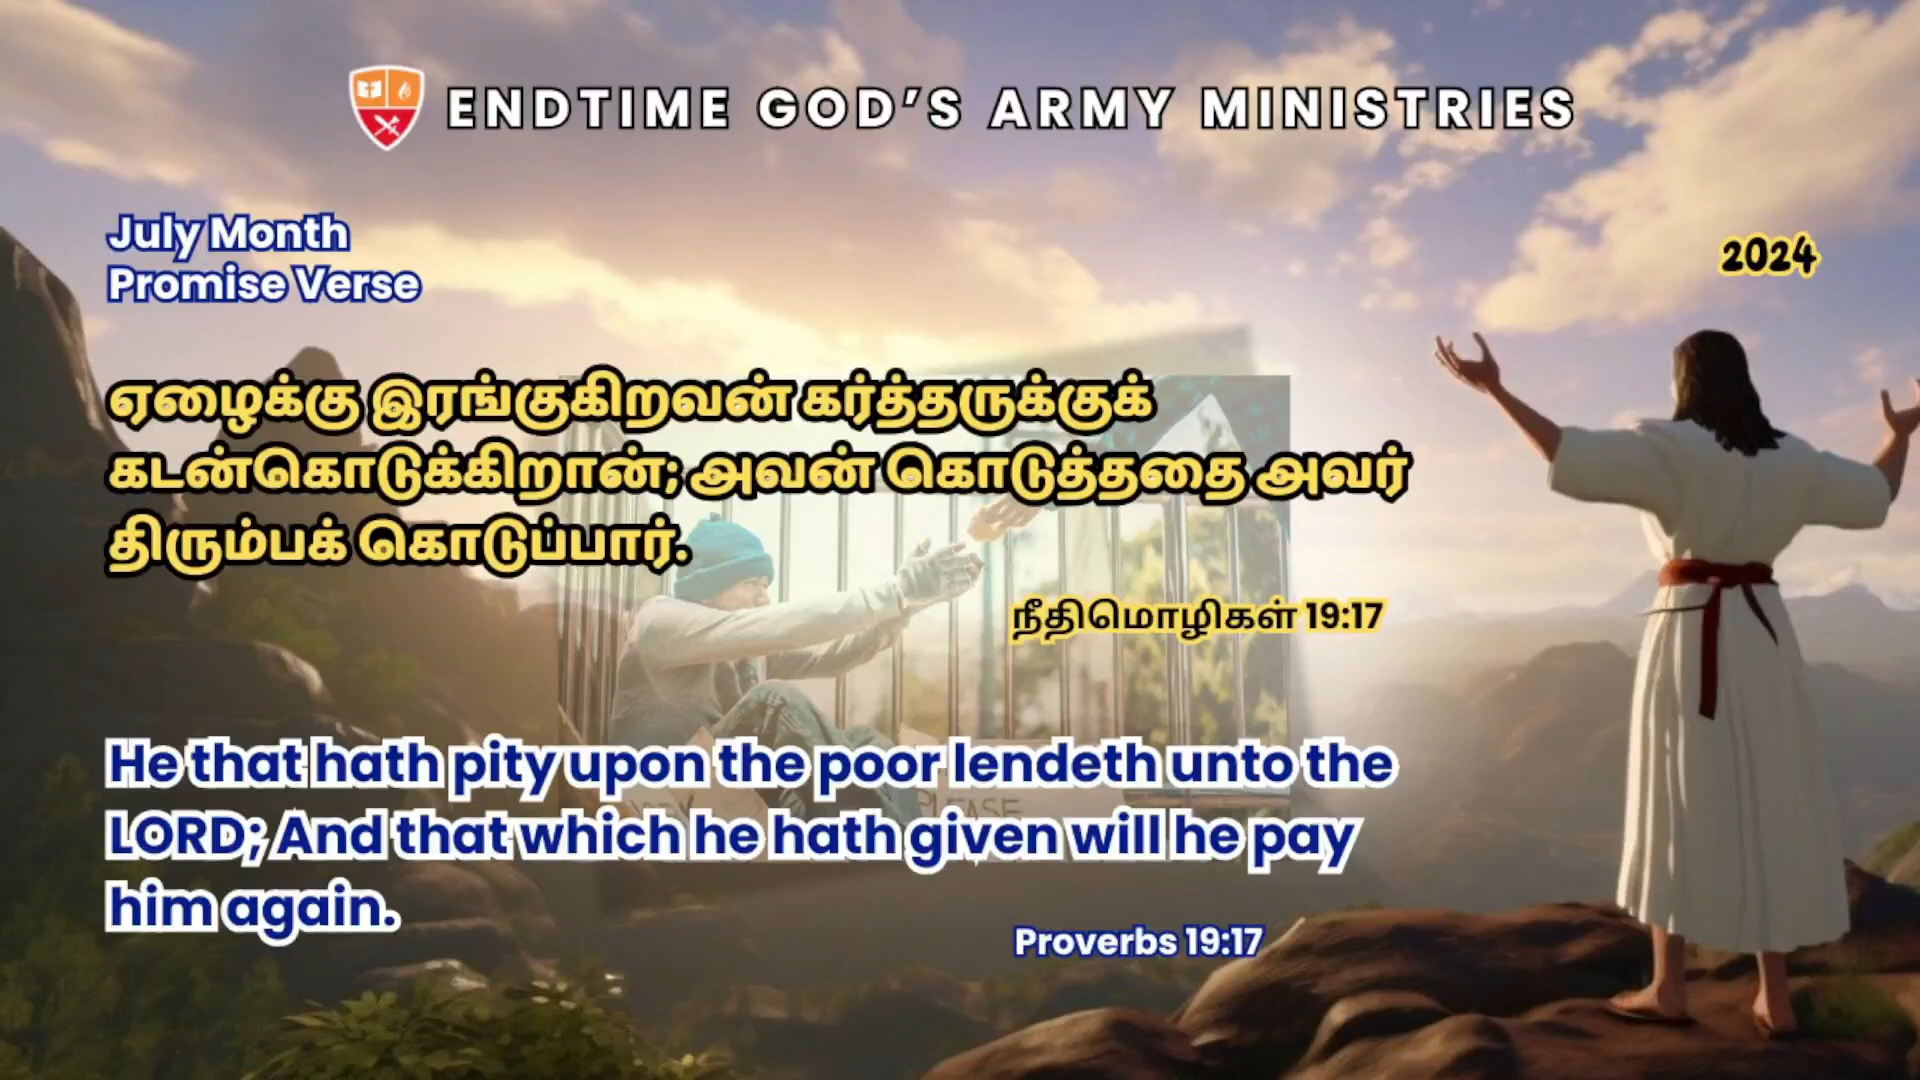 ENDTIME GOD’S ARMY MINISTRIES
July Month
Promise Verse
2024
ஏழைக்கு இரங்குகிறவன் கர்த்தருக்குக்
கடன்கொடுக்கிறான்; அவன் கொடுத்ததை அவர்
திரும்பக் கொடுப்பார்.
நீதிமொழிகள் 19:17
He that hath pity upon the poor lendeth unto the
PLEASE
LORD; And that which he hath given will he pay
him again.
Proverbs 19:17